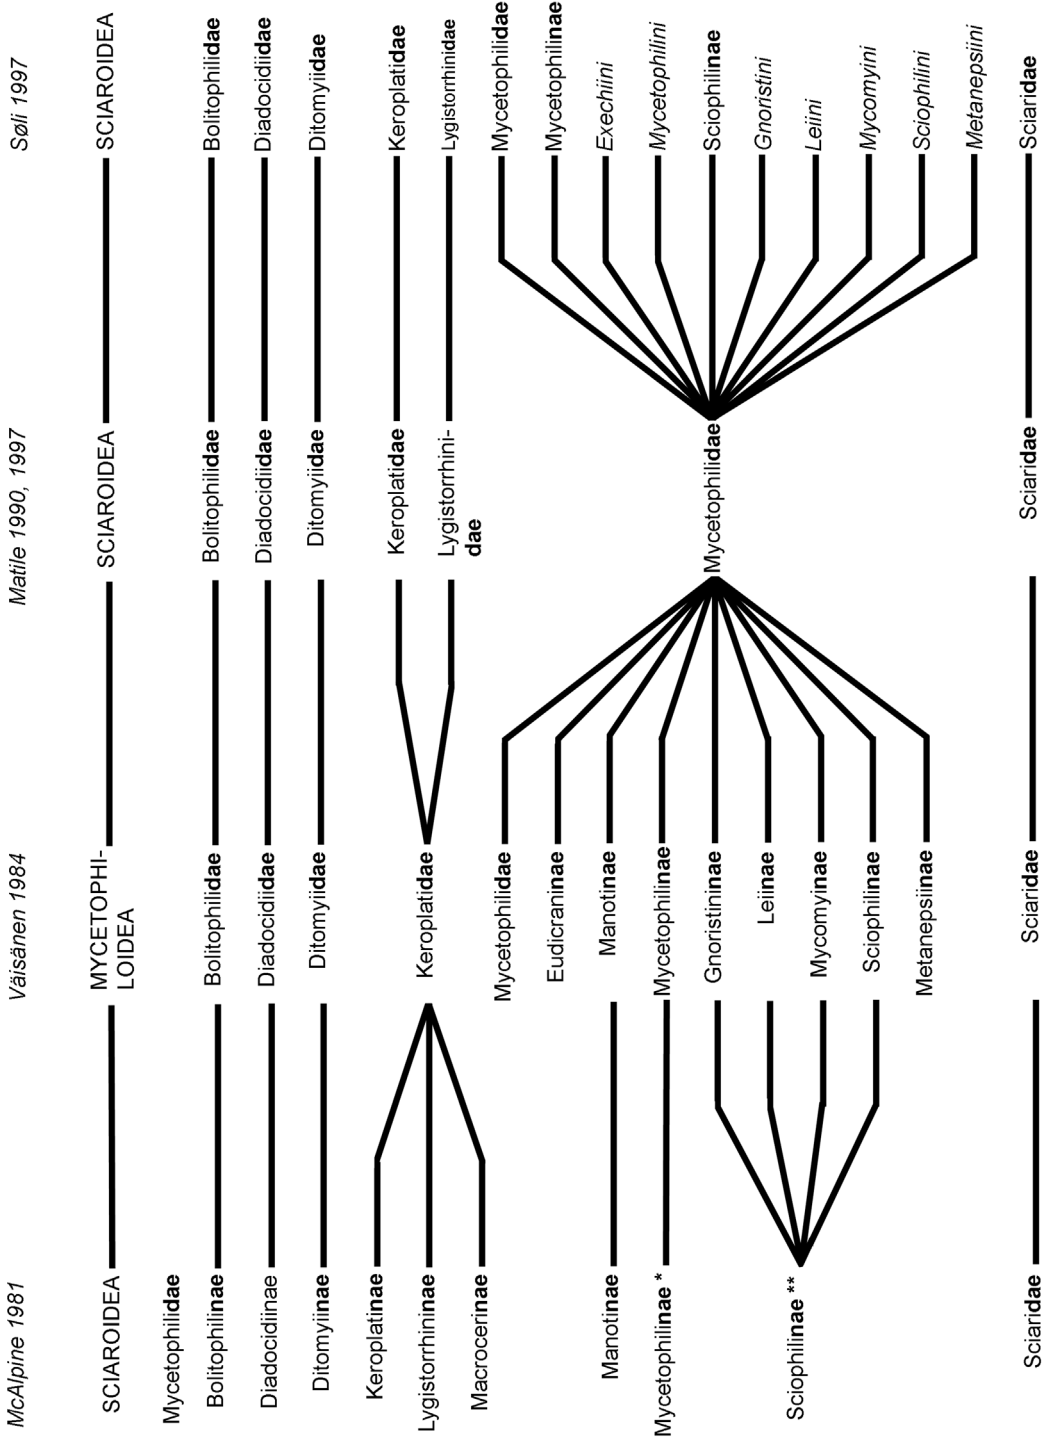 McAlpine 1981
SCIAROIDEA
Mycetophilidae
Bolitophilinae
Diadocidiinae
Ditomyiinae
Keroplatinae
Lygistorrhininae
Macrocerinae
Manotinae
Mycetophilinae *
Sciophilinae **
Sciaridae
Väisänen 1984
MYCETOPHI-
LOIDEA
Bolitophilidae
Diadocidiidae
Ditomyiidae
Keroplatidae
Mycetophilidae
Eudicraninae
Manotinae
Mycetophilinae
Gnoristiinae
Leiinae
Mycomyinae
Sciophilinae
Metanepsiinae
Sciaridae
Matile 1990, 1997
SCIAROIDEA
Bolitophilidae
Diadocidiidae
Ditomyiidae
Keroplatidae
Lygistorrhini-
dae
Mycetophilidae
Sciaridae
Søli 1997
SCIAROIDEA
Bolitophilidae
Diadocidiidae
Ditomyiidae
Keroplatidae
Lygistorrhinidae
Mycetophilidae
Mycetophilinae
Exechiini
Mycetophilini
Sciophilinae
Gnoristini
Leiini
Mycomyini
Sciophilini
Metanepsiini
Sciaridae